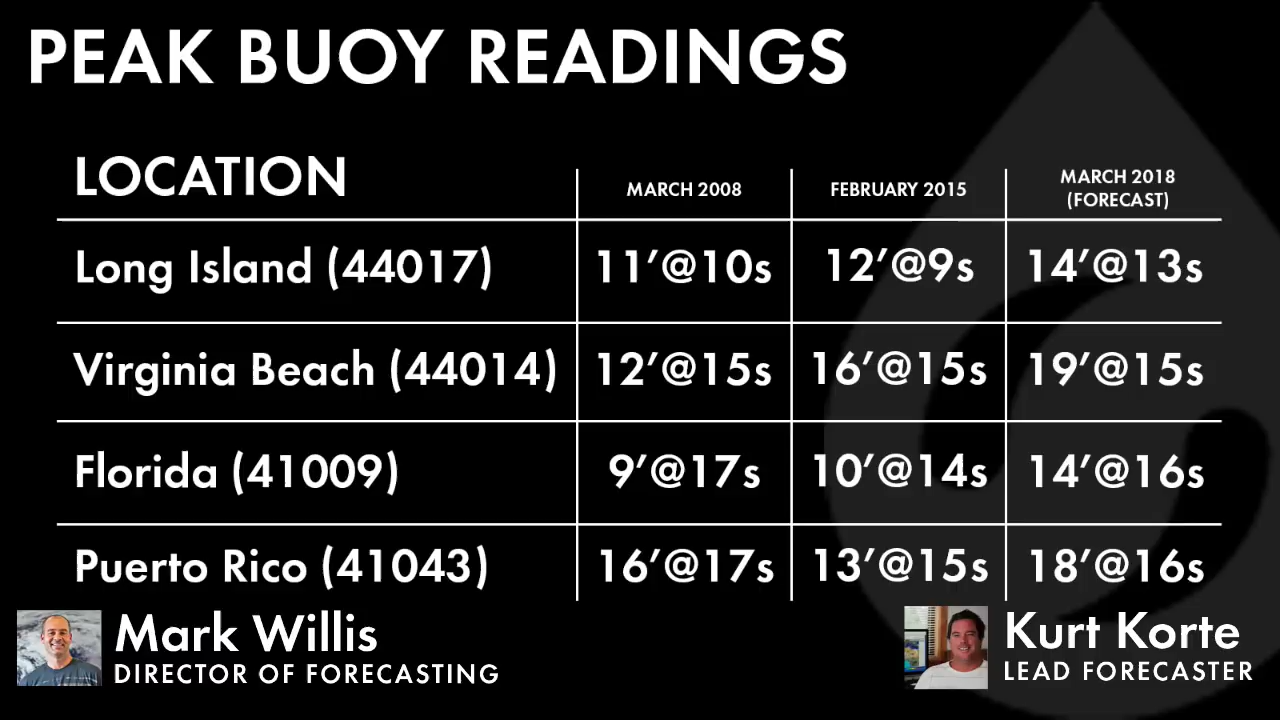 PEAK BUOY READINGS
LOCATION MARCH 2008 FEBRUARY 2015 MARCH 2018 (FORECAST)
Long Island (44017) 11’@10s 12’@9s 14’@13s
Virginia Beach (44014) 12’@15s 16’@15s 19’@15s
Florida (41009) 9’@17s 10’@14s 14’@16s
Puerto Rico (41043) 16’@17s 13’@15s 18’@16s
Mark Willis
DIRECTOR OF FORECASTING
Kurt Korte
LEAD FORECASTER